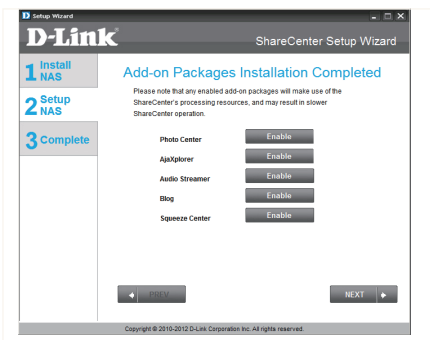 Setup Wizard
D-Link
ShareCenter Setup Wizard
1 Install NAS
2 Setup NAS
3 Complete
Add-on Packages Installation Completed
Please note that any enabled add-on packages will make use of the
ShareCenter's processing resources, and may result in slower
ShareCenter operation.
Photo Center Enable
AjaXplorer Enable
Audio Streamer Enable
Blog Enable
Squeeze Center Enable
PREV NEXT
Copyright © 2010-2012 D-Link Corporation Inc. All rights reserved.